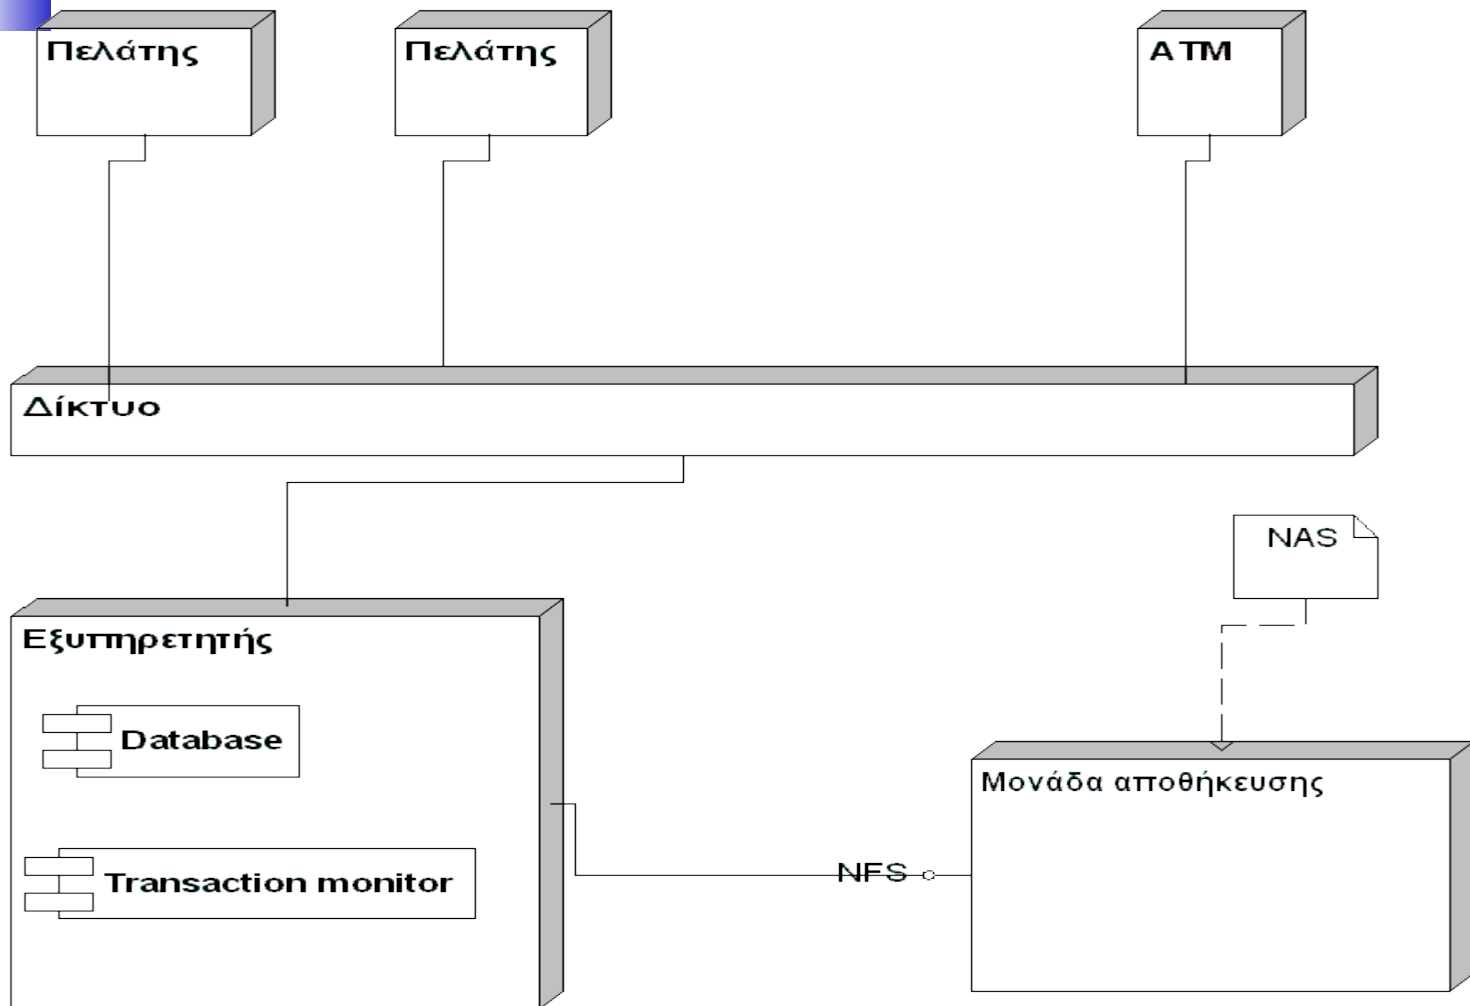 Πελάτης
Πελάτης
ATM
Δίκτυο
NAS
Εξυπηρετητής
Database
Μονάδα αποθήκευσης
NFS
Transaction monitor